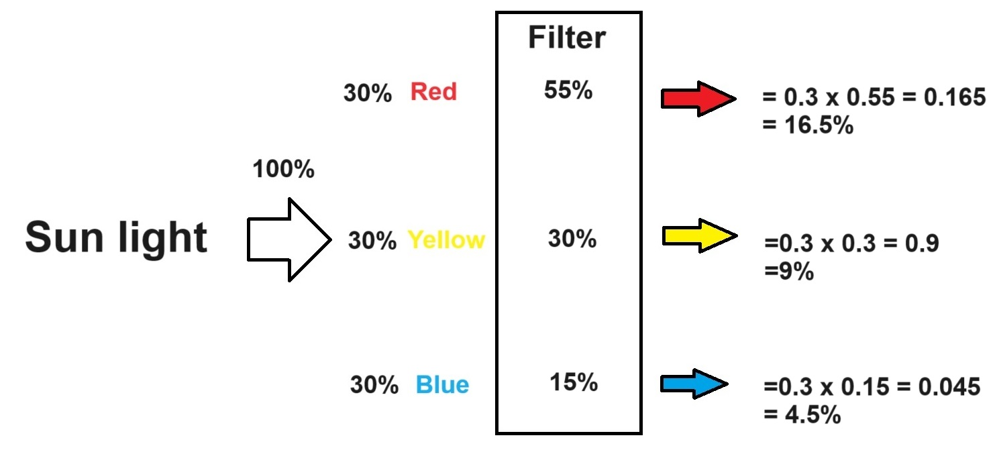 Filter
30% Red 55% = 0.3 x 0.55 = 0.165
= 16.5%
100%
Sun light 30% Yellow 30% =0.3 x 0.3 = 0.9
=9%
30% Blue 15% =0.3 x 0.15 = 0.045
= 4.5%